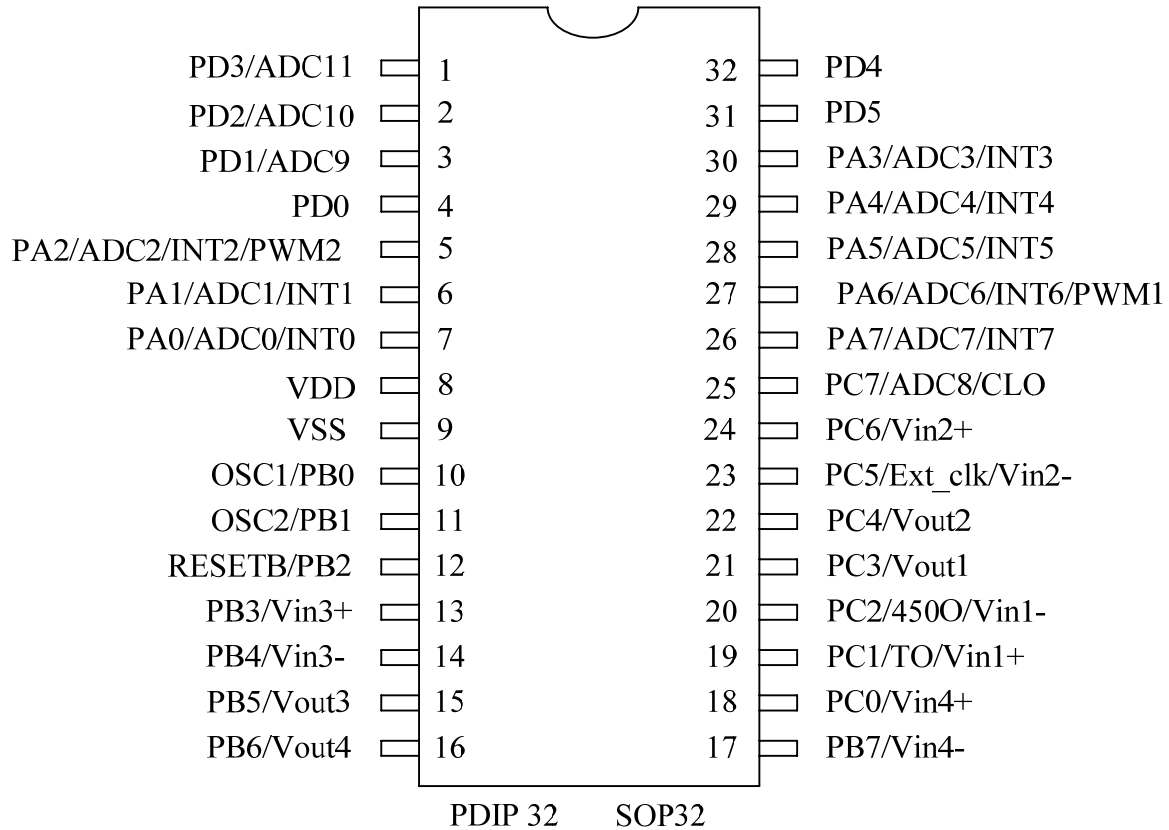 PD3/ADC11 1 32 PD4
PD2/ADC10 2 31 PD5
PD1/ADC9 3 30 PA3/ADC3/INT3
PD0 4 29 PA4/ADC4/INT4
PA2/ADC2/INT2/PWM2 5 28 PA5/ADC5/INT5
PA1/ADC1/INT1 6 27 PA6/ADC6/INT6/PWM1
PA0/ADC0/INT0 7 26 PA7/ADC7/INT7
VDD 8 25 PC7/ADC8/CLO
VSS 9 24 PC6/Vin2+
OSC1/PB0 10 23 PC5/Ext_clk/Vin2-
OSC2/PB1 11 22 PC4/Vout2
RESETB/PB2 12 21 PC3/Vout1
PB3/Vin3+ 13 20 PC2/450O/Vin1-
PB4/Vin3- 14 19 PC1/TO/Vin1+
PB5/Vout3 15 18 PC0/Vin4+
PB6/Vout4 16 17 PB7/Vin4-
PDIP 32 SOP32